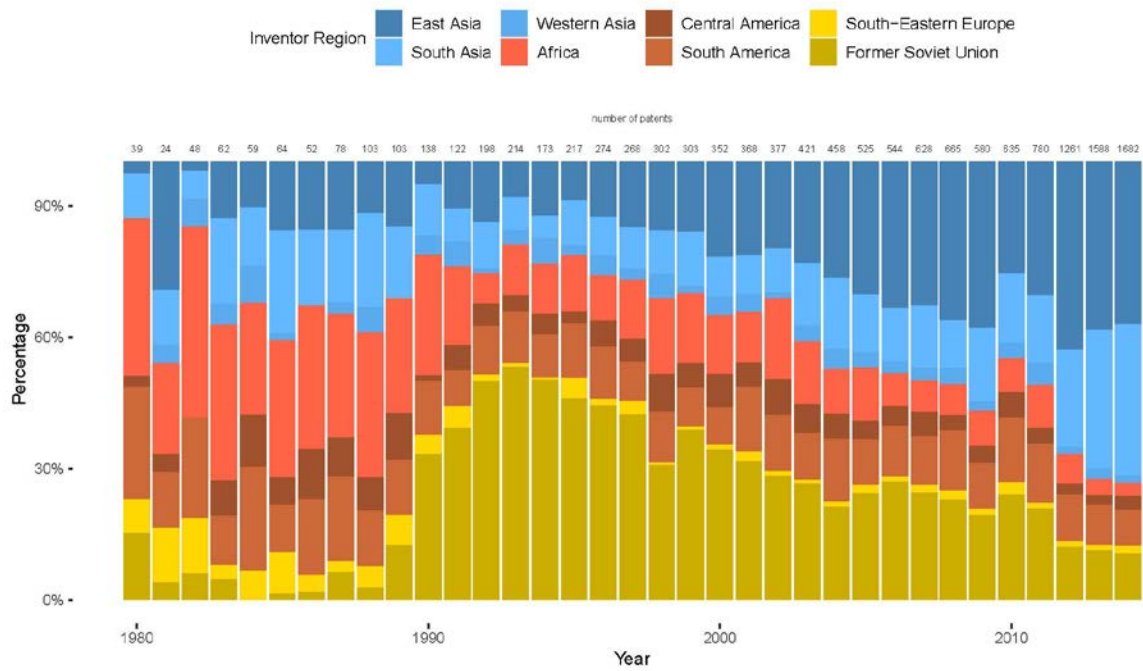 Inventor Region
East Asia
Western Asia
Central America
South-Eastern Europe
South Asia
Africa
South America
Former Soviet Union
number of patents
39 24 48 62 59 64 52 78 103 103 138 122 198 214 173 217 274 268 302 303 352 368 377 421 458 525 544 628 665 580 835 780 1261 1588 1682
90%
60%
30%
0%
Percentage
1980 1990 2000 2010
Year